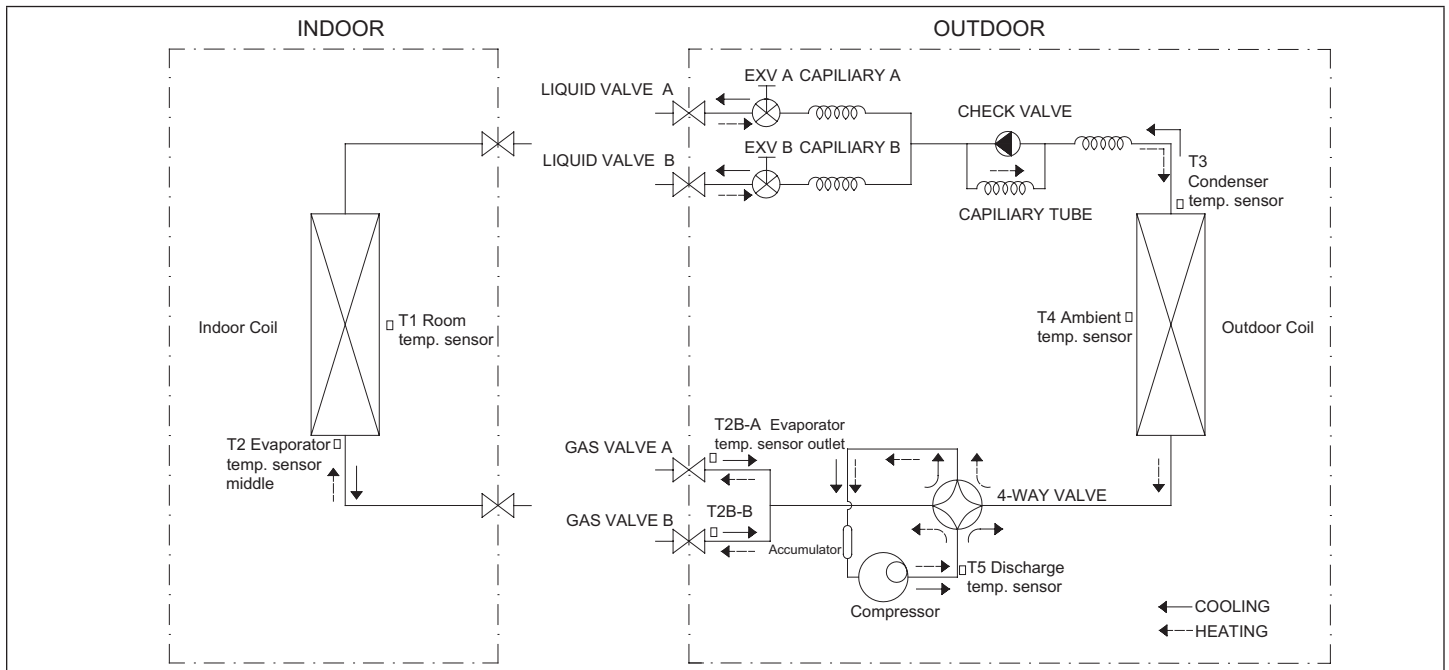 INDOOR
OUTDOOR
LIQUID VALVE A
EXV A CAPILIARY A
CHECK VALVE
LIQUID VALVE B
EXV B CAPILIARY B
CAPILIARY TUBE
T3
Condenser
temp. sensor
Indoor Coil
T1 Room
temp. sensor
T4 Ambient
temp. sensor
Outdoor Coil
T2 Evaporator
temp. sensor
middle
GAS VALVE A
T2B-A Evaporator
temp. sensor outlet
4-WAY VALVE
GAS VALVE B
T2B-B
Accumulator
T5 Discharge
temp. sensor
Compressor
COOLING
HEATING